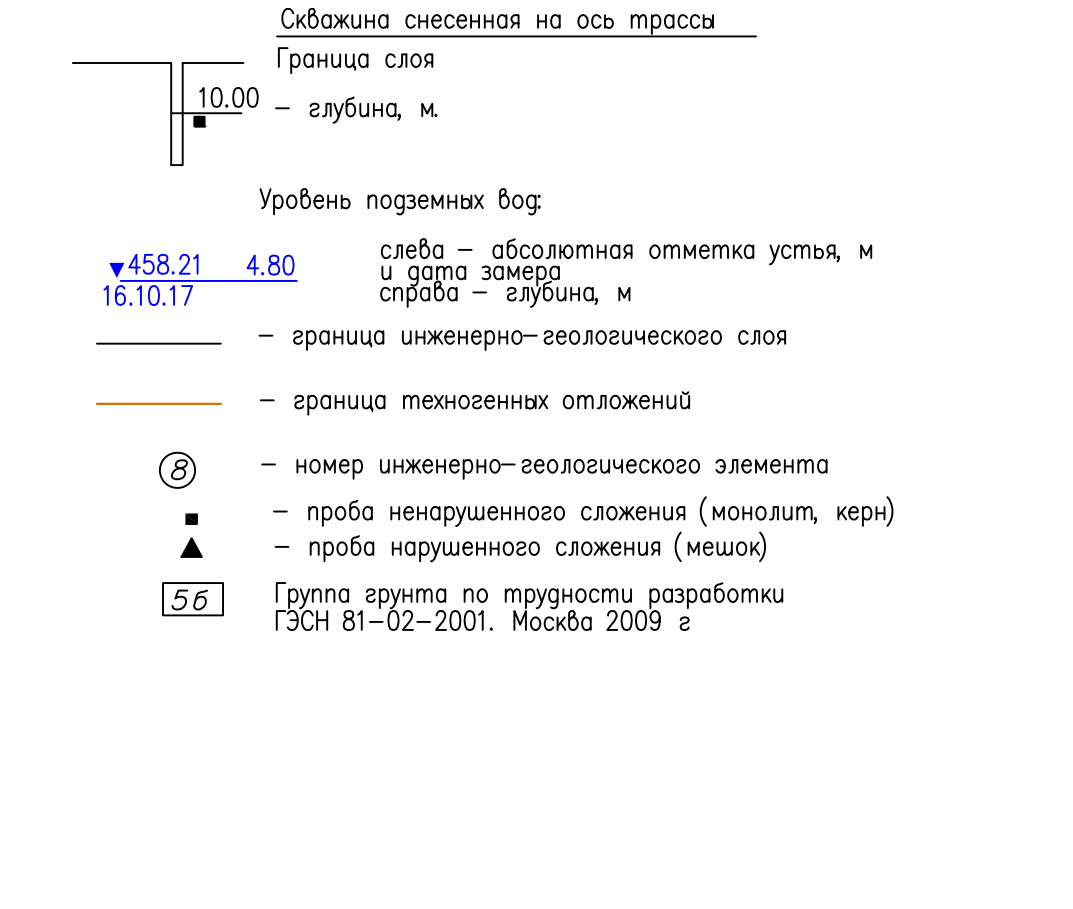 Скважина снесенная на ось трассы
Граница слоя
10.00 – глубина, м.
Уровень подземных вод:
слева – абсолютная отметка устья, м
▼458.21 4.80 и дата замера
16.10.17 справа – глубина, м
– граница инженерно–геологического слоя
– граница техногенных отложений
8 – номер инженерно–геологического элемента
– проба ненарушенного сложения (монолит, керн)
– проба нарушенного сложения (мешок)
5б Группа грунта по трудности разработки
ГЭСН 81–02–2001. Москва 2009 г